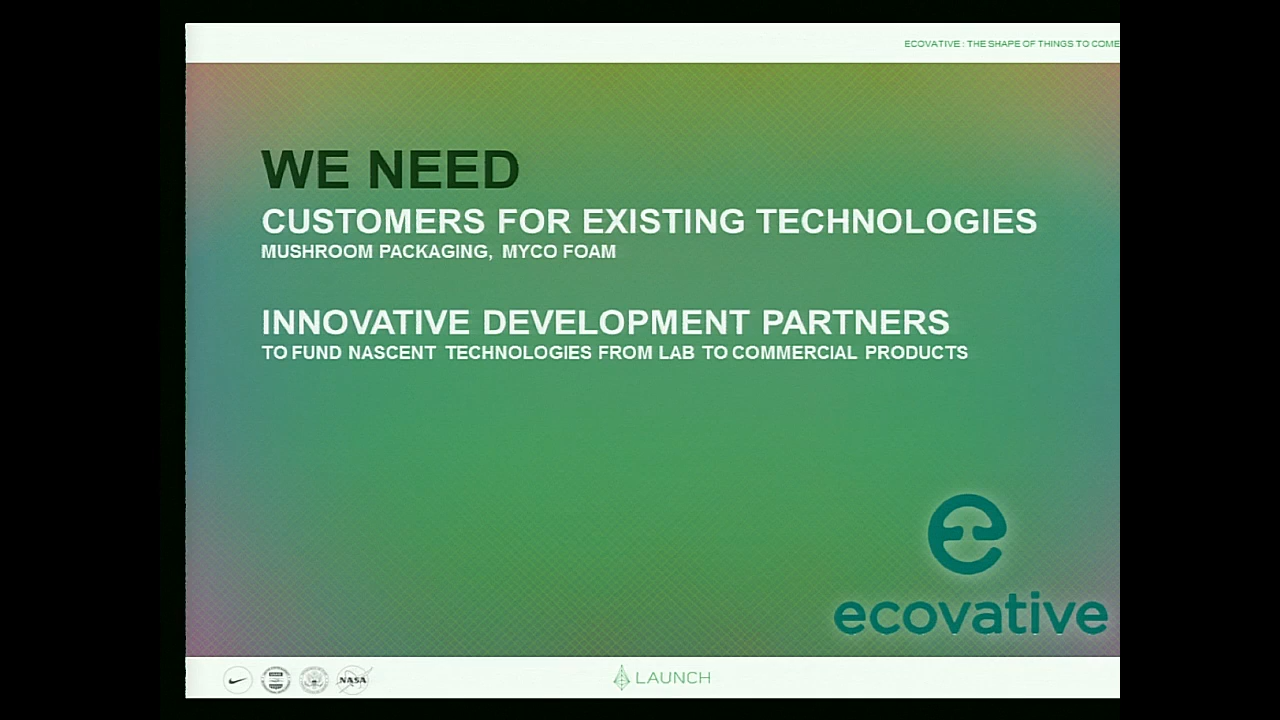 ECOVATIVE : THE SHAPE OF THINGS TO COME
WE NEED
CUSTOMERS FOR EXISTING TECHNOLOGIES
MUSHROOM PACKAGING, MYCO FOAM
INNOVATIVE DEVELOPMENT PARTNERS
TO FUND NASCENT TECHNOLOGIES FROM LAB TO COMMERCIAL PRODUCTS
ecovative
NASA
LAUNCH